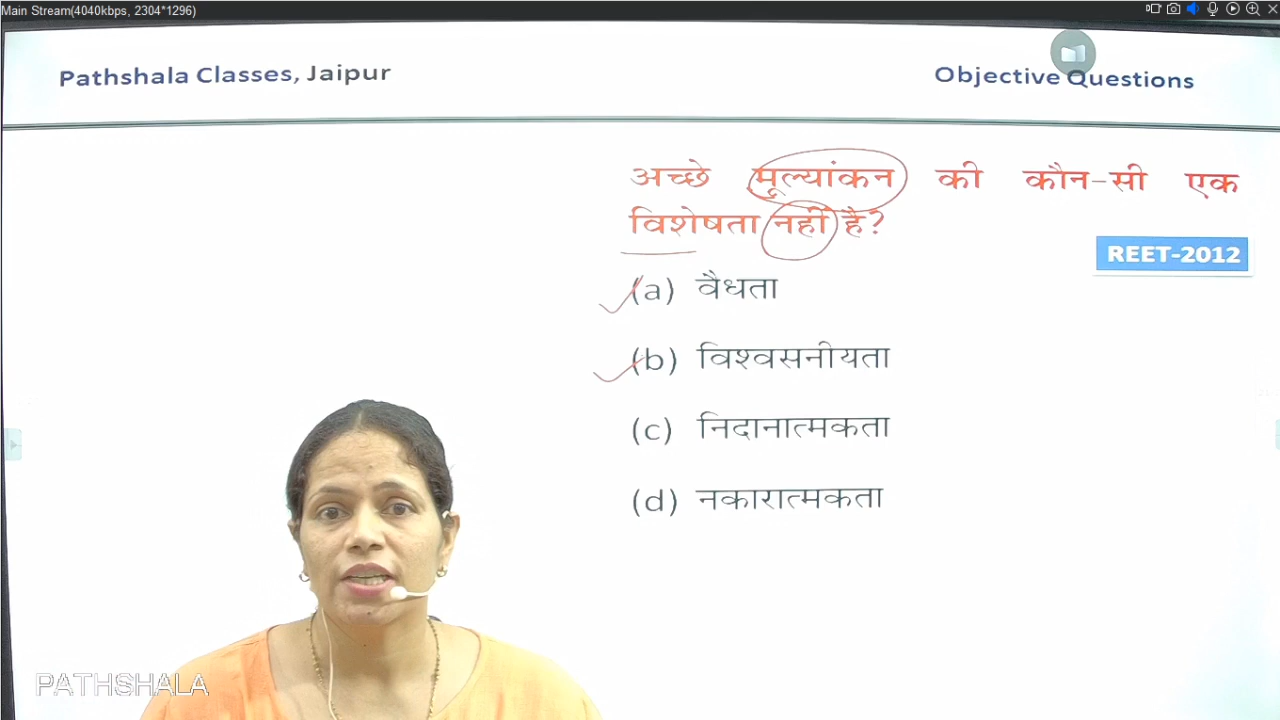 Main Stream(4040kbps, 2304*1296)
Pathshala Classes, Jaipur
Objective Questions
अच्छे मूल्यांकन की कौन-सी एक
विशेषता नहीं है?
REET-2012
(a) वैधता
(b) विश्वसनीयता
(c) निदानात्मकता
(d) नकारात्मकता
PATHSHALA